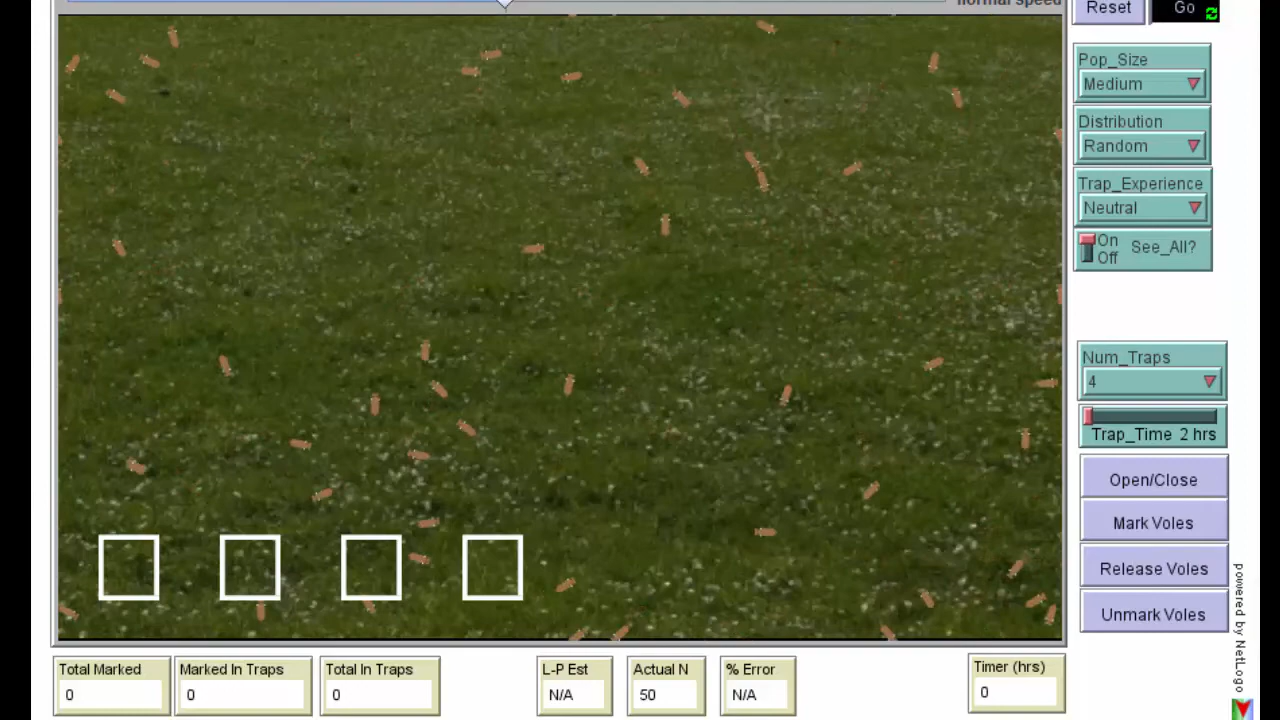 normal speed
Reset
Go
Pop_Size
Medium
Distribution
Random
Trap_Experience
Neutral
On
Off
See_All?
Num_Traps
4
Trap_Time 2 hrs
Open/Close
Mark Voles
Release Voles
Unmark Voles
powered by NetLogo
Total Marked
0
Marked In Traps
0
Total In Traps
0
L-P Est
N/A
Actual N
50
% Error
N/A
Timer (hrs)
0